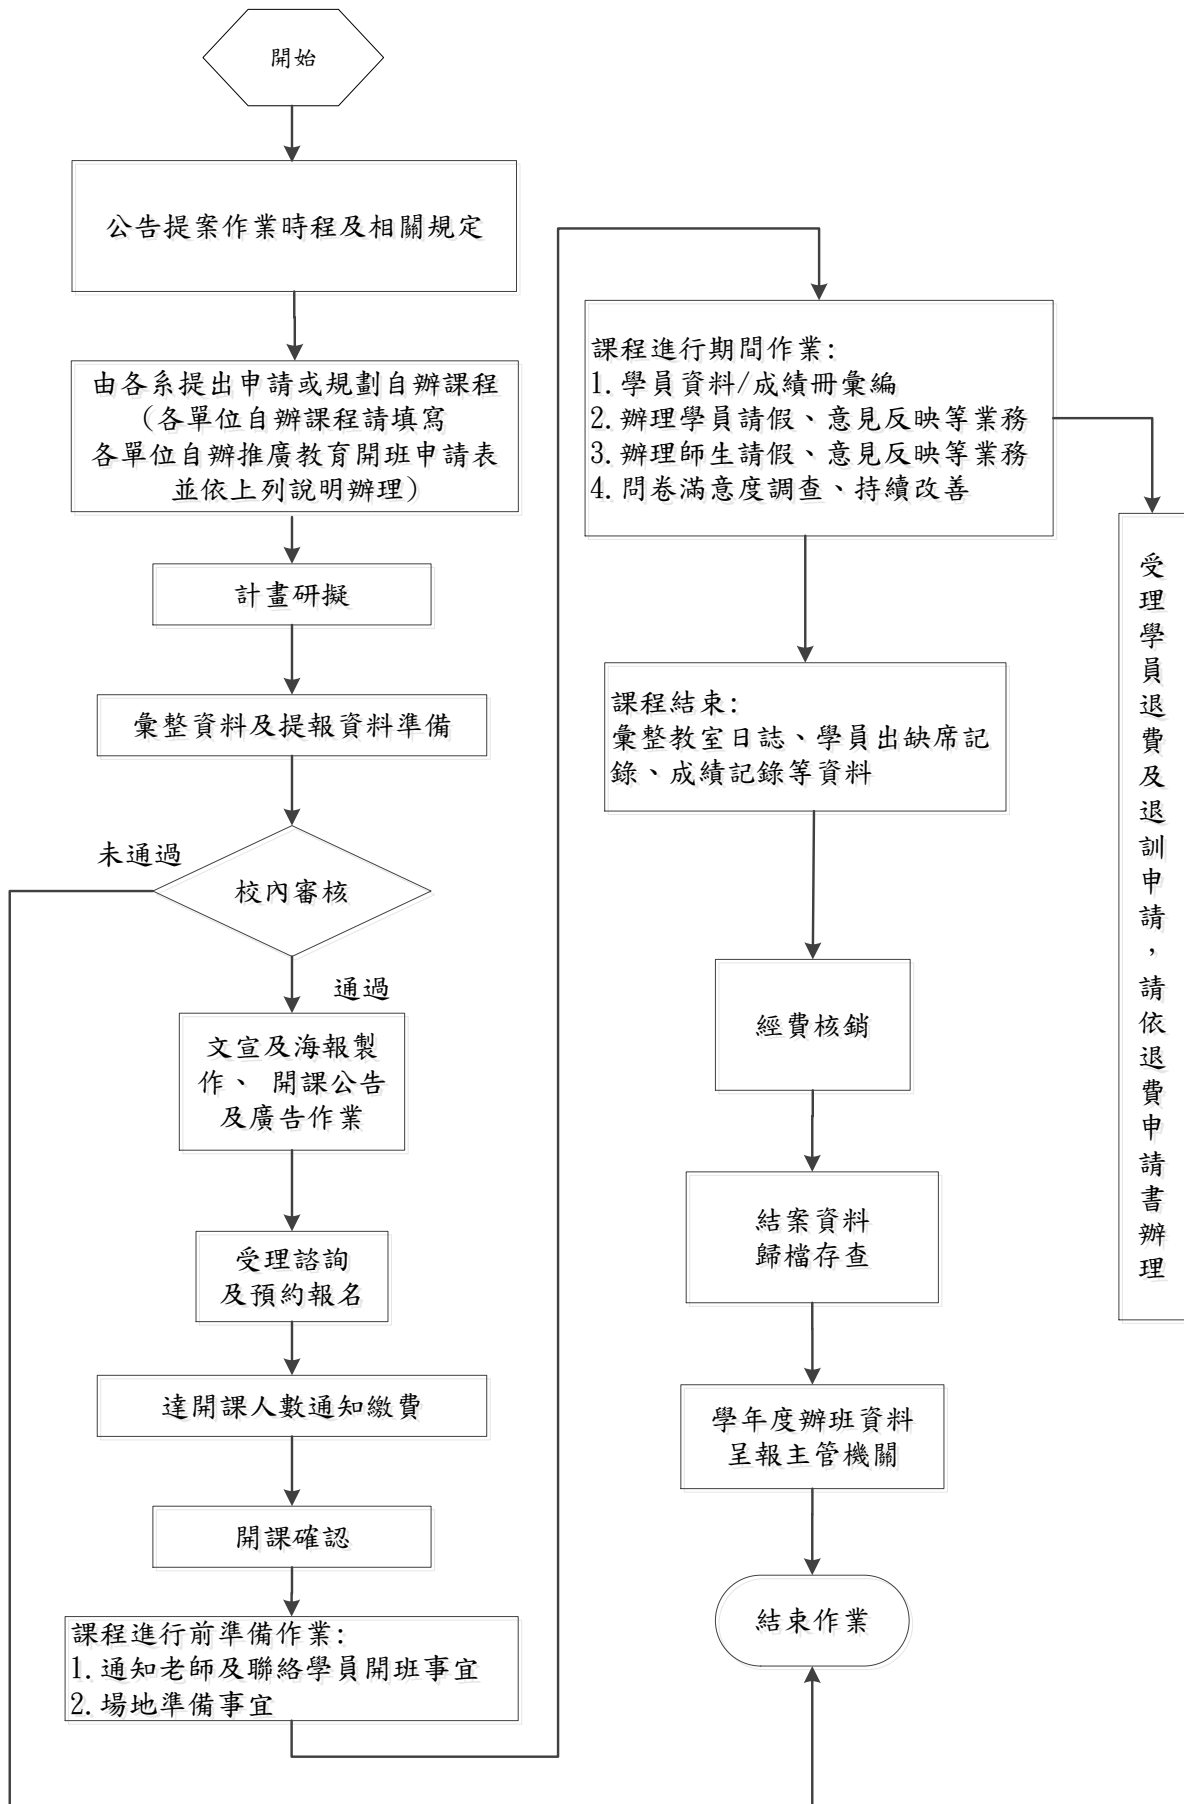 開始
公告提案作業時程及相關規定
由各系提出申請或規劃自辦課程
(各單位自辦課程請填寫
各單位自辦推廣教育開班申請表
並依上列說明辦理)
計畫研擬
彙整資料及提報資料準備
未通過
校內審核
通過
文宣及海報製
作、 開課公告
及廣告作業
受理諮詢
及預約報名
達開課人數通知繳費
開課確認
課程進行前準備作業:
1.通知老師及聯絡學員開班事宜
2.場地準備事宜
課程進行期間作業:
1.學員資料/成績冊彙編
2.辦理學員請假、意見反映等業務
3.辦理師生請假、意見反映等業務
4.問卷滿意度調查、持續改善
受理學員退費及退訓申請，請依退費申請書辦理
課程結束:
彙整教室日誌、學員出缺席記
錄、成績記錄等資料
經費核銷
結案資料
歸檔存查
學年度辦班資料
呈報主管機關
結束作業